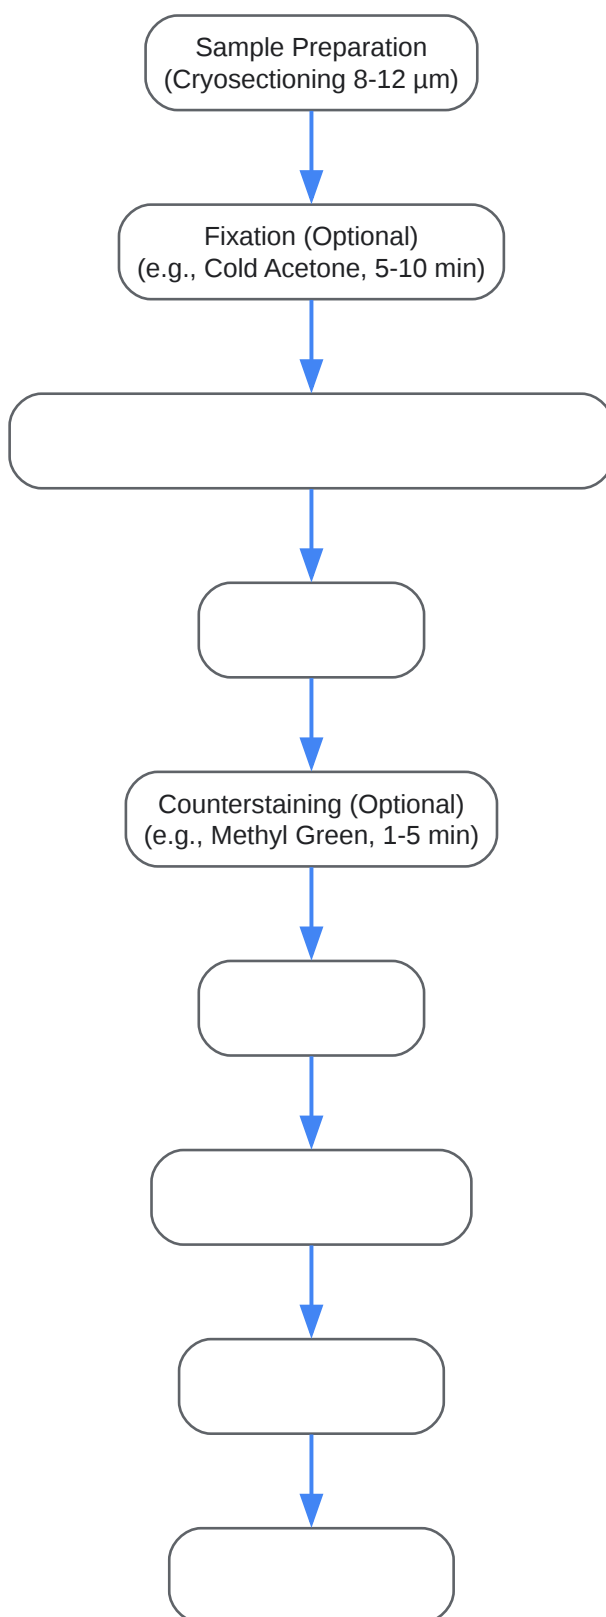 Sample Preparation
(Cryosectioning 8-12 µm)
Fixation (Optional)
(e.g., Cold Acetone, 5-10 min)
Counterstaining (Optional)
(e.g., Methyl Green, 1-5 min)